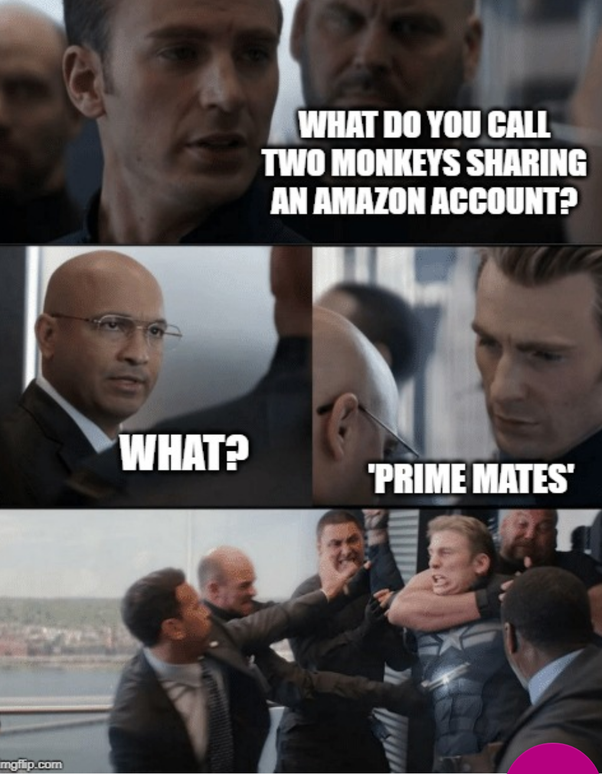 WHAT DO YOU CALL
TWO MONKEYS SHARING
AN AMAZON ACCOUNT?
WHAT?
'PRIME MATES'
imgflip.com